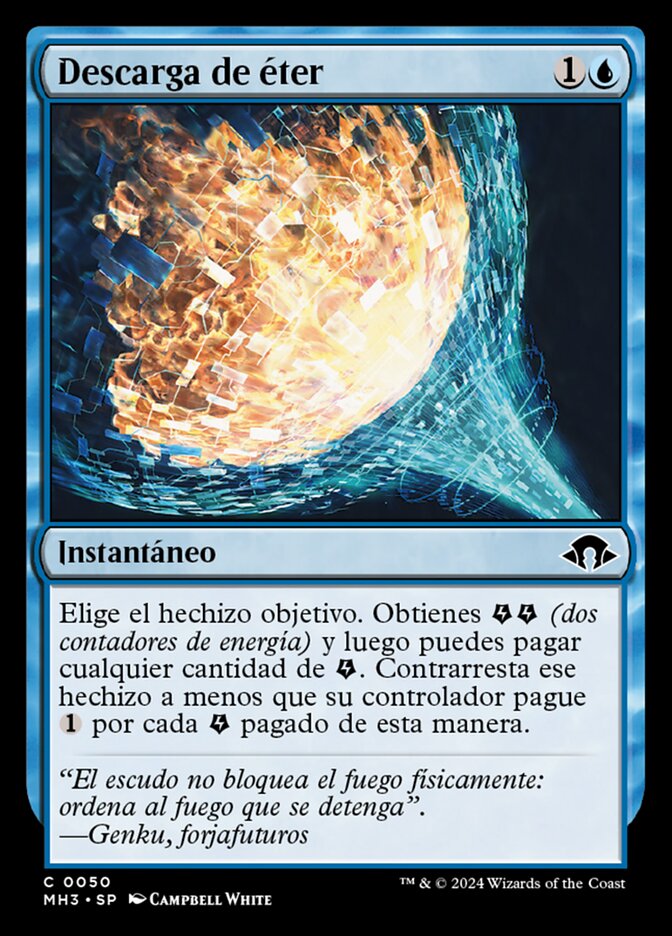 Descarga de éter
1
Instantáneo
Elige el hechizo objetivo. Obtienes (dos
contadores de energía) y luego puedes pagar
cualquier cantidad de . Contrarresta ese
hechizo a menos que su controlador pague
1 por cada pagado de esta manera.
“El escudo no bloquea el fuego físicamente:
ordena al fuego que se detenga”.
—Genku, forjafuturos
C 0050
MH3 • SP CAMPBELL WHITE
™ & © 2024 Wizards of the Coast